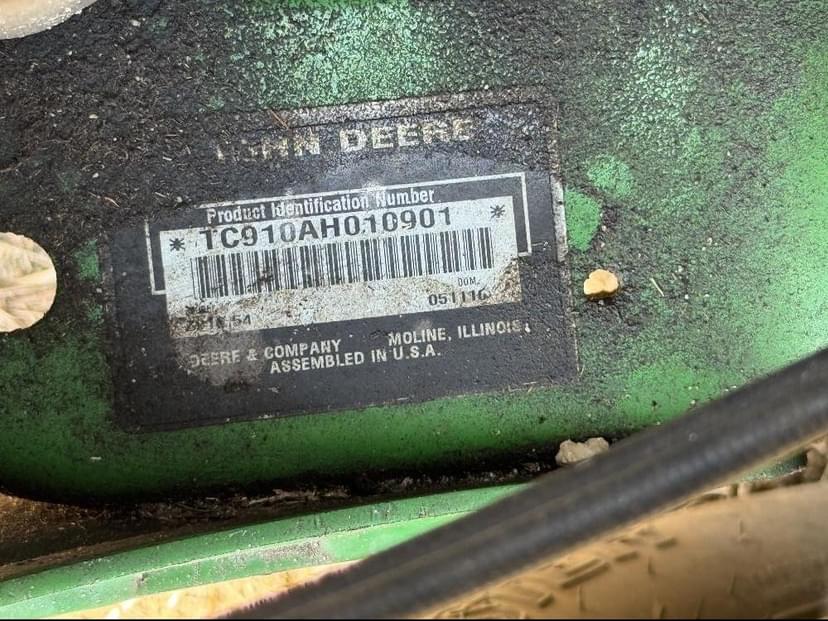 JOHN DEERE
Product Identification Number
* TC910AH010901 *
DOM.
051116
DEERE & COMPANY MOLINE, ILLINOIS
ASSEMBLED IN U.S.A.